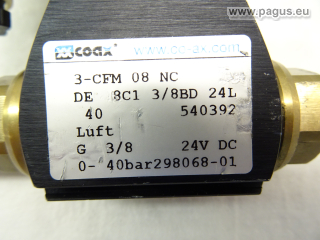 www.pagus.eu
coax®
www.co-ax.com
3-CFM 08 NC
DE 8C1 3/8BD 24L
40 540392
Luft
G 3/8 24V DC
0- 40bar298068-01